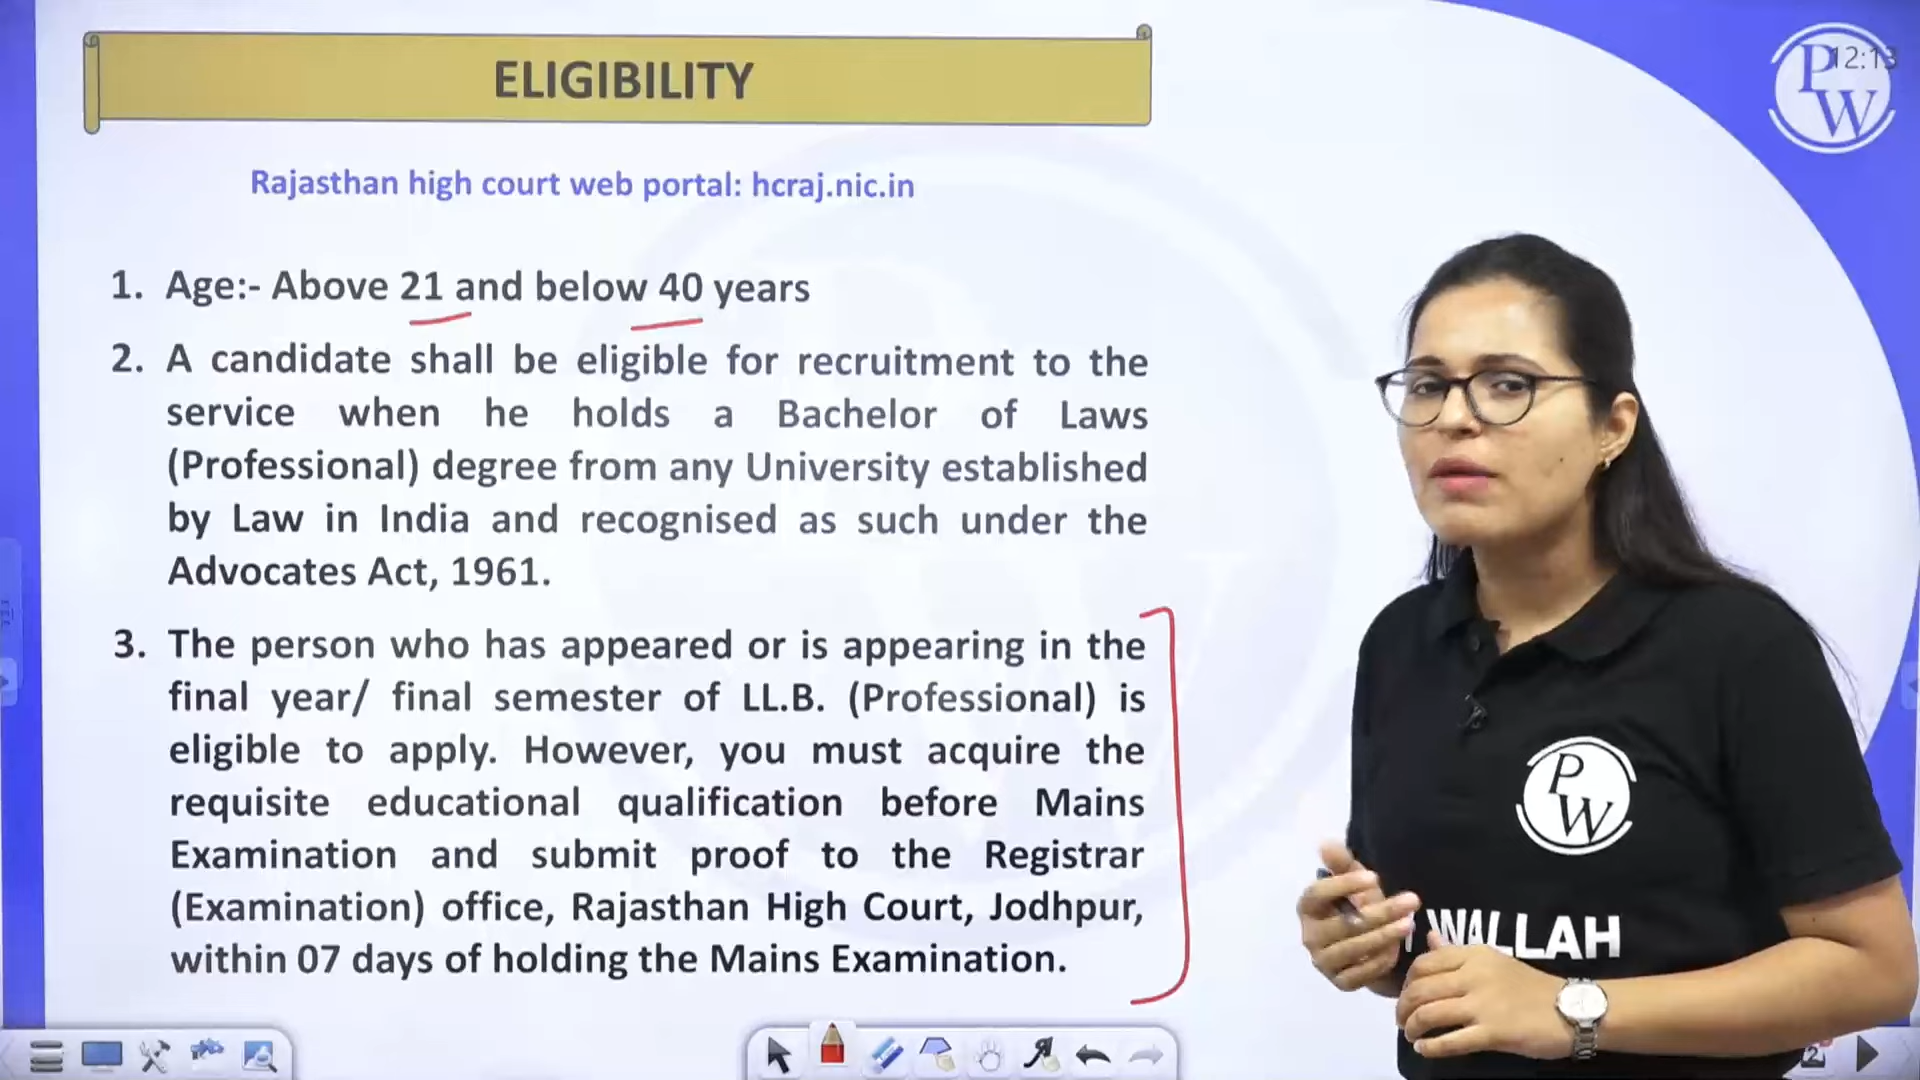 ELIGIBILITY
PW
12:13
Rajasthan high court web portal: hcraj.nic.in
1. Age:- Above 21 and below 40 years
2. A candidate shall be eligible for recruitment to the
service when he holds a Bachelor of Laws
(Professional) degree from any University established
by Law in India and recognised as such under the
Advocates Act, 1961.
3. The person who has appeared or is appearing in the
final year/ final semester of LL.B. (Professional) is
eligible to apply. However, you must acquire the
requisite educational qualification before Mains
Examination and submit proof to the Registrar
(Examination) office, Rajasthan High Court, Jodhpur,
within 07 days of holding the Mains Examination.
PW
WALLAH
2